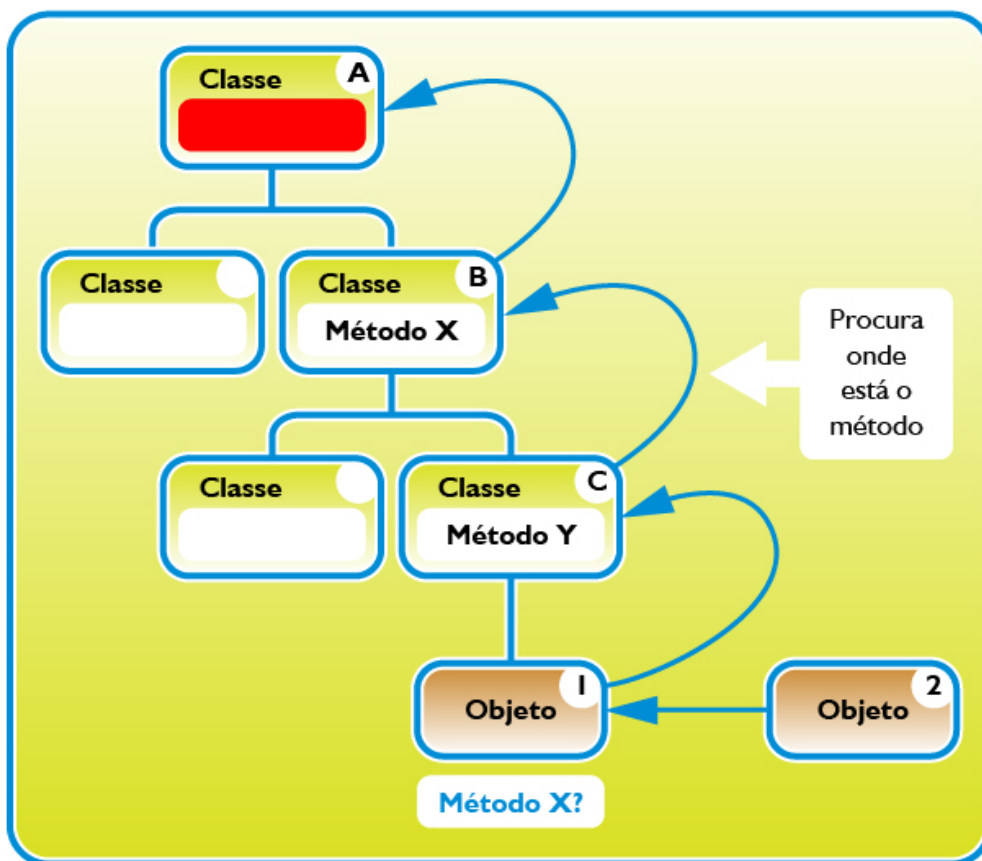 Classe A
Classe
Classe B
Método X
Procura
onde
está o
método
Classe
Classe C
Método Y
Objeto 1
Objeto 2
Método X?